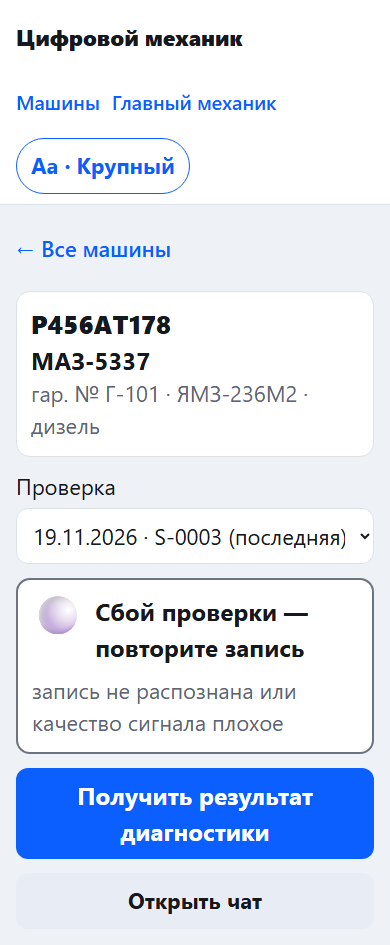 Цифровой механик
Машины Главный механик
Аа · Крупный
← Все машины
Р456АТ178
МАЗ-5337
гар. № Г-101 · ЯМЗ-236М2 ·
дизель
Проверка
19.11.2026 · S-0003 (последняя)
Сбой проверки —
повторите запись
запись не распознана или
качество сигнала плохое
Получить результат
диагностики
Открыть чат